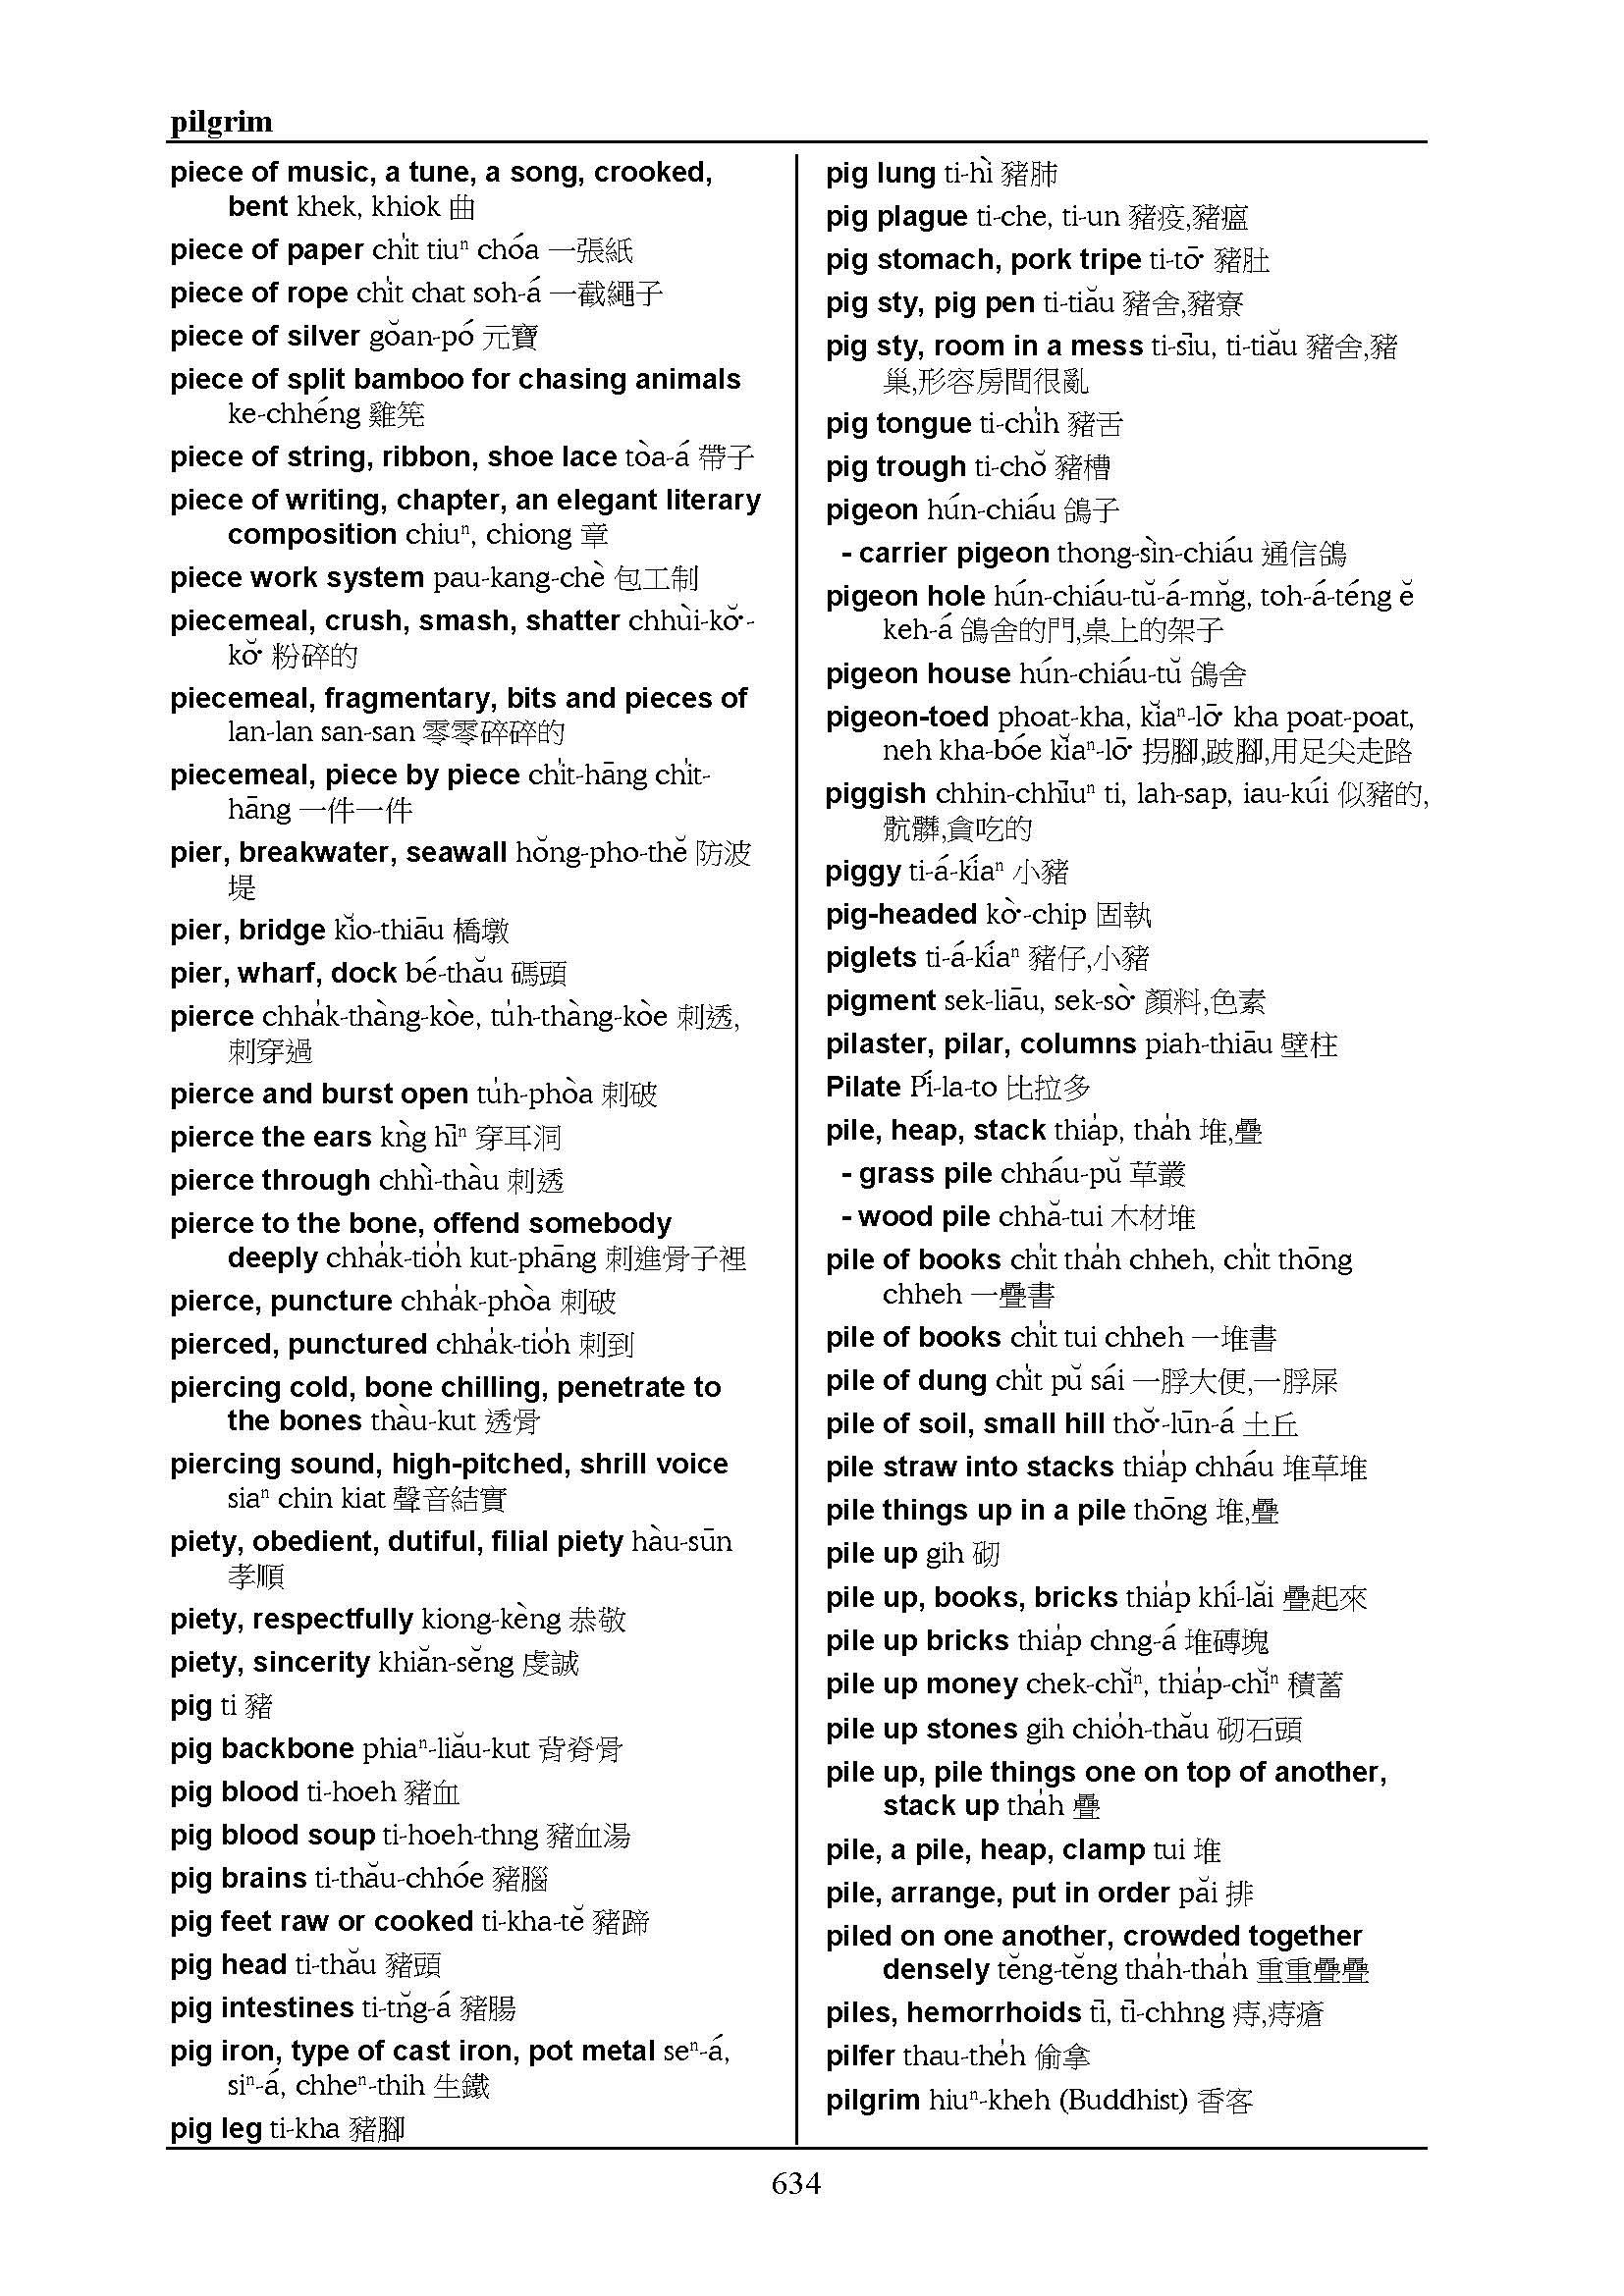 pilgrim
piece of music, a tune, a song, crooked,
bent khek, khiok 曲
piece of paper chi̍t tiuⁿ chóa 一張紙
piece of rope chi̍t chat soh-á 一截繩子
piece of silver gŏan-pó 元寶
piece of split bamboo for chasing animals
ke-chhéng 雞筅
piece of string, ribbon, shoe lace tòa-á 帶子
piece of writing, chapter, an elegant literary
composition chiuⁿ, chiong 章
piece work system pau-kang-chè 包工制
piecemeal, crush, smash, shatter chhùi-kŏ͘-
kŏ͘ 粉碎的
piecemeal, fragmentary, bits and pieces of
lan-lan san-san 零零碎碎的
piecemeal, piece by piece chi̍t-hāng chi̍t-
hāng 一件一件
pier, breakwater, seawall hŏng-pho-thĕ 防波
堤
pier, bridge kĭo-thiāu 橋墩
pier, wharf, dock bé-thău 碼頭
pierce chha̍k-thàng-kòe, tu̍h-thàng-kòe 刺透,
刺穿過
pierce and burst open tu̍h-phòa 刺破
pierce the ears kǹg hīⁿ 穿耳洞
pierce through chhì-thàu 刺透
pierce to the bone, offend somebody
deeply chha̍k-tio̍h kut-phāng 刺進骨子裡
pierce, puncture chha̍k-phòa 刺破
pierced, punctured chha̍k-tio̍h 刺到
piercing cold, bone chilling, penetrate to
the bones thàu-kut 透骨
piercing sound, high-pitched, shrill voice
siaⁿ chin kiat 聲音結實
piety, obedient, dutiful, filial piety hàu-sūn
孝順
piety, respectfully kiong-kèng 恭敬
piety, sincerity khiăn-sĕng 虔誠
pig ti 豬
pig backbone phiaⁿ-liău-kut 背脊骨
pig blood ti-hoeh 豬血
pig blood soup ti-hoeh-thng 豬血湯
pig brains ti-thău-chhóe 豬腦
pig feet raw or cooked ti-kha-tĕ 豬蹄
pig head ti-thău 豬頭
pig intestines ti-tn̆g-á 豬腸
pig iron, type of cast iron, pot metal seⁿ-á,
siⁿ-á, chheⁿ-thih 生鐵
pig leg ti-kha 豬腳
pig lung ti-hì 豬肺
pig plague ti-che, ti-un 豬疫,豬瘟
pig stomach, pork tripe ti-tō͘ 豬肚
pig sty, pig pen ti-tiău 豬舍,豬寮
pig sty, room in a mess ti-sīu, ti-tiău 豬舍,豬
巢,形容房間很亂
pig tongue ti-chi̍h 豬舌
pig trough ti-chŏ 豬槽
pigeon hún-chiáu 鴿子
- carrier pigeon thong-sìn-chiáu 通信鴿
pigeon hole hún-chiáu-tŭ-á-mn̆g, toh-á-téng ĕ
keh-á 鴿舍的門,桌上的架子
pigeon house hún-chiáu-tŭ 鴿舍
pigeon-toed phoat-kha, kĭaⁿ-lō͘ kha poat-poat,
neh kha-bóe kĭaⁿ-lō͘ 拐腳,跛腳,用足尖走路
piggish chhin-chhīuⁿ ti, lah-sap, iau-kúi 似豬的,
骯髒,貪吃的
piggy ti-á-kíaⁿ 小豬
pig-headed kò͘-chip 固執
piglets ti-á-kíaⁿ 豬仔,小豬
pigment sek-liāu, sek-sò͘ 顏料,色素
pilaster, pilar, columns piah-thiāu 壁柱
Pilate Pí-la-to 比拉多
pile, heap, stack thia̍p, tha̍h 堆,疊
- grass pile chháu-pŭ 草叢
- wood pile chhă-tui 木材堆
pile of books chi̍t tha̍h chheh, chi̍t thōng
chheh 一疊書
pile of books chi̍t tui chheh 一堆書
pile of dung chi̍t pŭ sái 一脬大便,一脬屎
pile of soil, small hill thŏ͘-lūn-á 土丘
pile straw into stacks thia̍p chháu 堆草堆
pile things up in a pile thōng 堆,疊
pile up gih 砌
pile up, books, bricks thia̍p khí-lăi 疊起來
pile up bricks thia̍p chng-á 堆磚塊
pile up money chek-chĭⁿ, thia̍p-chĭⁿ 積蓄
pile up stones gih chio̍h-thău 砌石頭
pile up, pile things one on top of another,
stack up tha̍h 疊
pile, a pile, heap, clamp tui 堆
pile, arrange, put in order păi 排
piled on one another, crowded together
densely tĕng-tĕng tha̍h-tha̍h 重重疊疊
piles, hemorrhoids tī, tī-chhng 痔,痔瘡
pilfer thau-the̍h 偷拿
pilgrim hiuⁿ-kheh (Buddhist) 香客
634